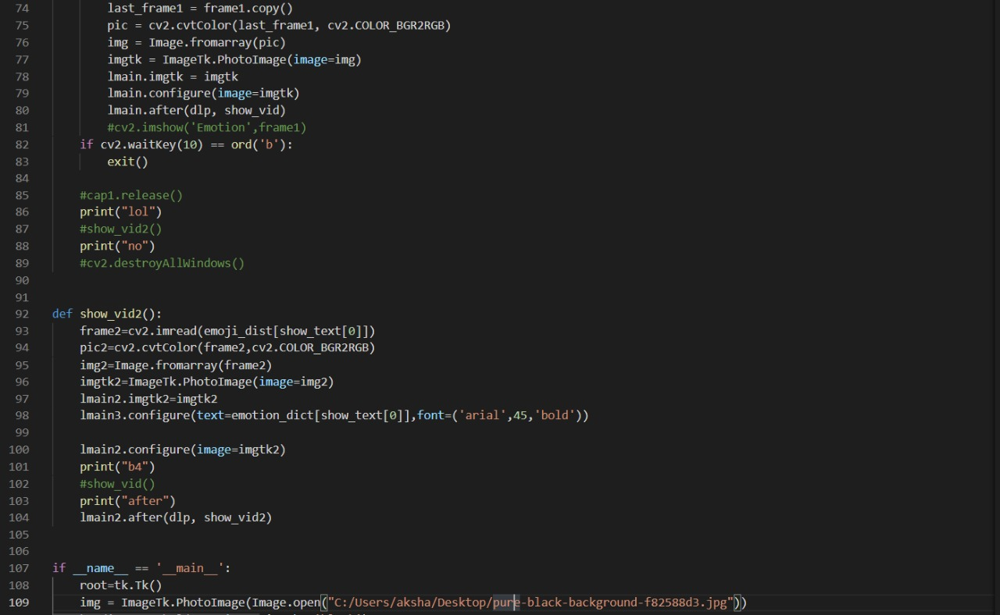 74 last_frame1 = frame1.copy()
75 pic = cv2.cvtColor(last_frame1, cv2.COLOR_BGR2RGB)
76 img = Image.fromarray(pic)
77 imgtk = ImageTk.PhotoImage(image=img)
78 lmain.imgtk = imgtk
79 lmain.configure(image=imgtk)
80 lmain.after(dlp, show_vid)
81 #cv2.imshow('Emotion',frame1)
82 if cv2.waitKey(10) == ord('b'):
83 exit()
84
85 #cap1.release()
86 print("lol")
87 #show_vid2()
88 print("no")
89 #cv2.destroyAllWindows()
90
91
92 def show_vid2():
93 frame2=cv2.imread(emoji_dist[show_text[0]])
94 pic2=cv2.cvtColor(frame2,cv2.COLOR_BGR2RGB)
95 img2=Image.fromarray(frame2)
96 imgtk2=ImageTk.PhotoImage(image=img2)
97 lmain2.imgtk2=imgtk2
98 lmain3.configure(text=emotion_dict[show_text[0]],font=('arial',45,'bold'))
99
100 lmain2.configure(image=imgtk2)
101 print("b4")
102 #show_vid()
103 print("after")
104 lmain2.after(dlp, show_vid2)
105
106
107 if __name__ == '__main__':
108 root=tk.Tk()
109 img = ImageTk.PhotoImage(Image.open("C:/Users/aksha/Desktop/pure-black-background-f82588d3.jpg"))